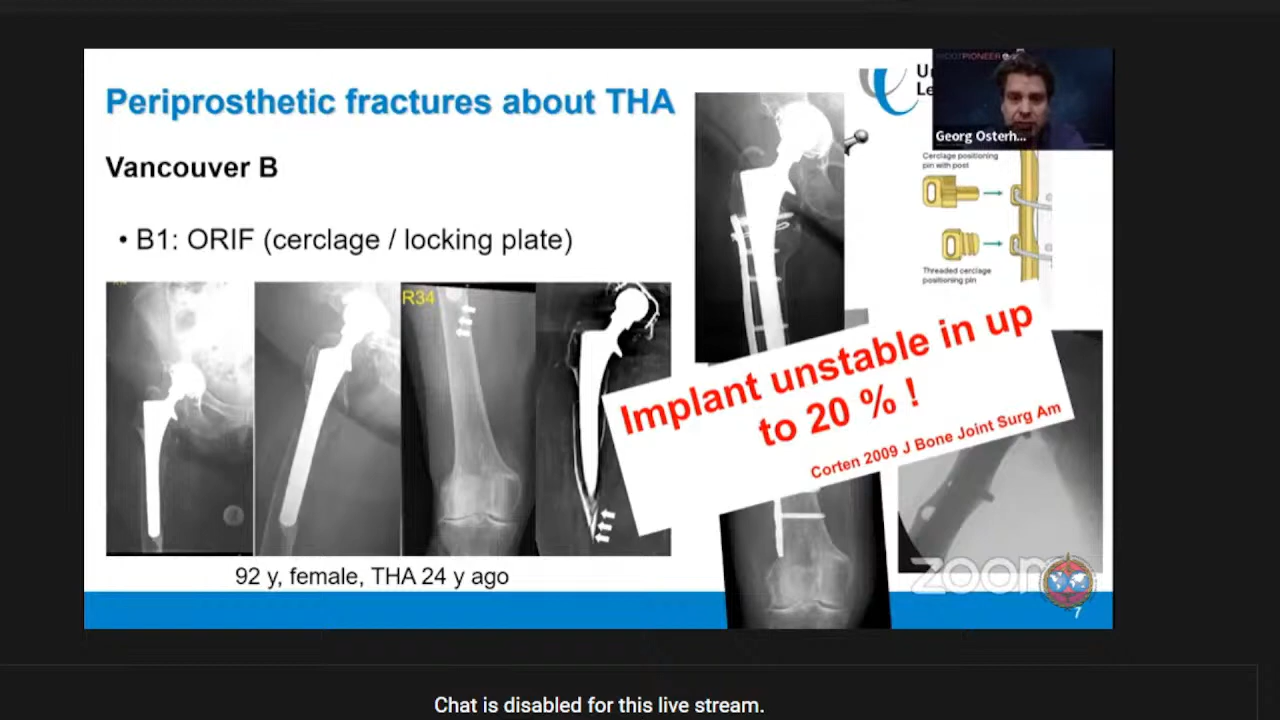 Periprosthetic fractures about THA
Vancouver B
• B1: ORIF (cerclage / locking plate)
R34
92 y, female, THA 24 y ago
Georg Osterh...
Cerclage positioning
pin with post
Threaded cerclage
positioning pin
Implant unstable in up
to 20 % !
Corten 2009 J Bone Joint Surg Am
zoom
7
Chat is disabled for this live stream.